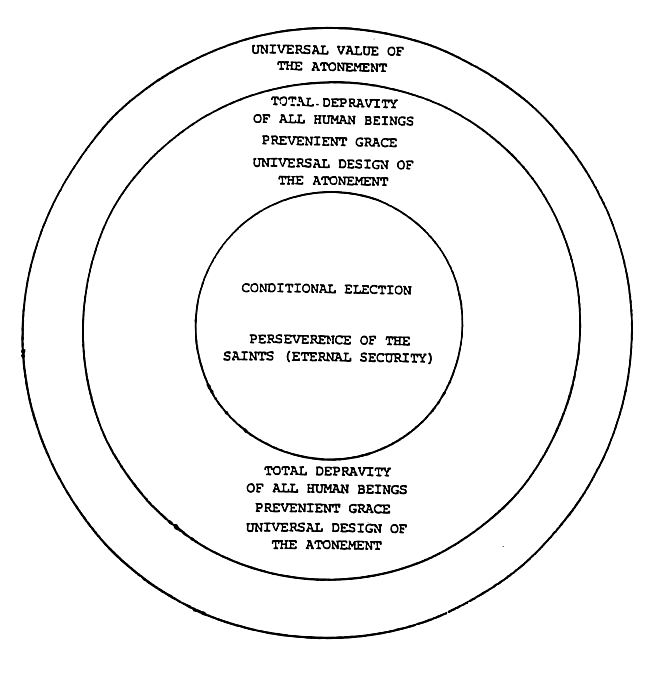 UNIVERSAL VALUE OF
THE ATONEMENT
TOTAL DEPRAVITY
OF ALL HUMAN BEINGS
PREVENIENT GRACE
UNIVERSAL DESIGN OF
THE ATONEMENT
CONDITIONAL ELECTION
PERSEVERENCE OF THE
SAINTS (ETERNAL SECURITY)
TOTAL DEPRAVITY
OF ALL HUMAN BEINGS
PREVENIENT GRACE
UNIVERSAL DESIGN OF
THE ATONEMENT